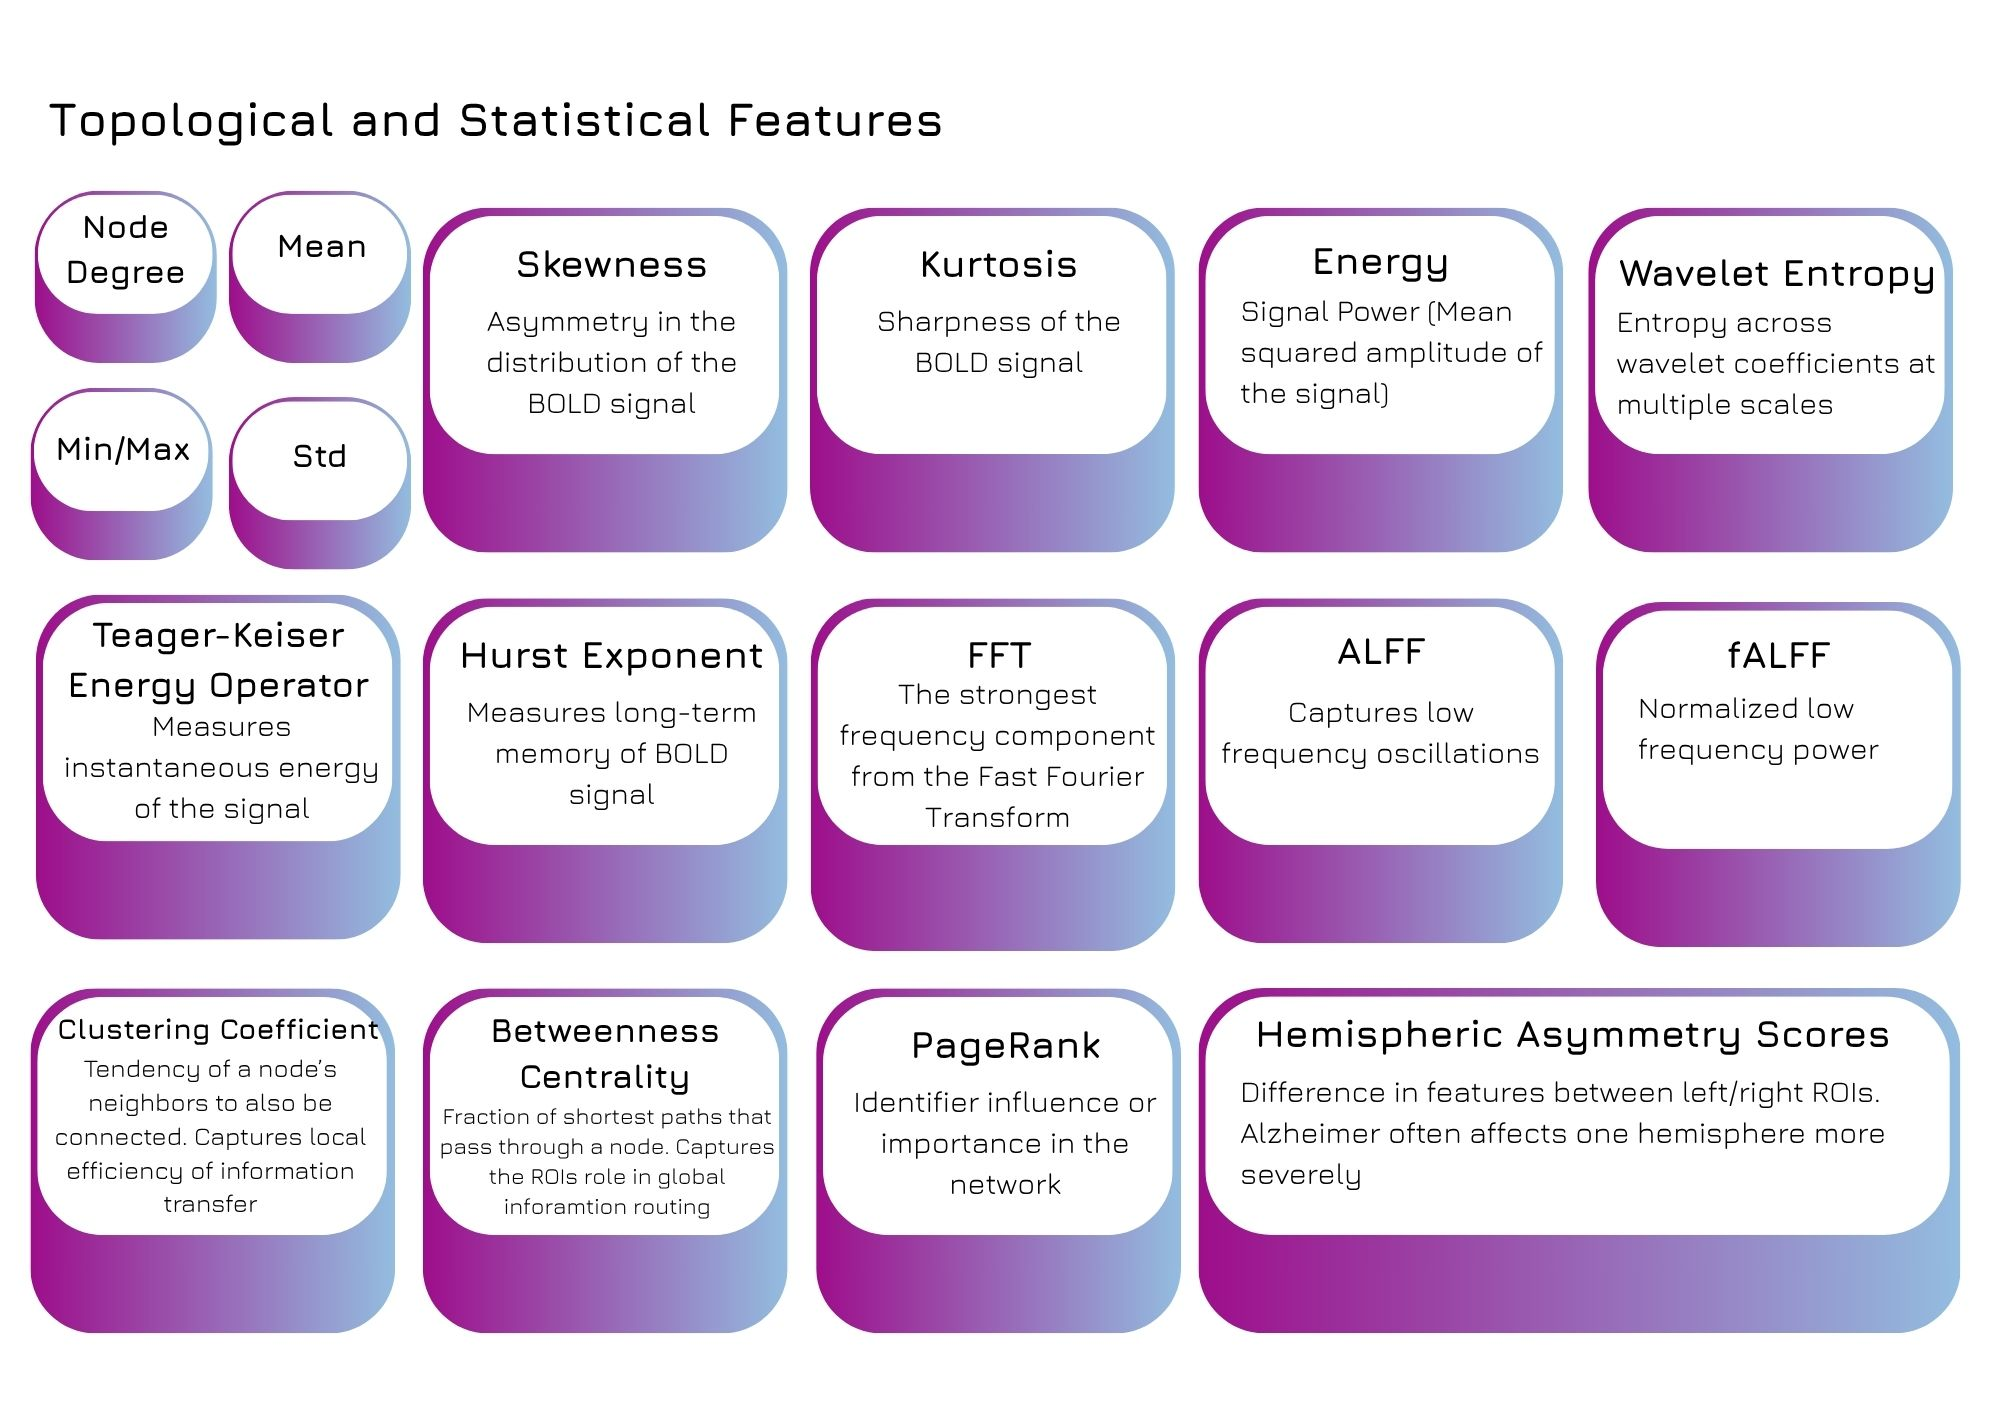 Topological and Statistical Features
Node
Degree
Mean
Min/Max
Std
Skewness
Asymmetry in the
distribution of the
BOLD signal
Kurtosis
Sharpness of the
BOLD signal
Energy
Signal Power (Mean
squared amplitude of
the signal)
Wavelet Entropy
Entropy across
wavelet coefficients at
multiple scales
Teager-Keiser
Energy Operator
Measures
instantaneous energy
of the signal
Hurst Exponent
Measures long-term
memory of BOLD
signal
FFT
The strongest
frequency component
from the Fast Fourier
Transform
ALFF
Captures low
frequency oscillations
fALFF
Normalized low
frequency power
Clustering Coefficient
Tendency of a node’s
neighbors to also be
connected. Captures local
efficiency of information
transfer
Betweenness
Centrality
Fraction of shortest paths that
pass through a node. Captures
the ROIs role in global
inforamtion routing
PageRank
Identifier influence or
importance in the
network
Hemispheric Asymmetry Scores
Difference in features between left/right ROIs.
Alzheimer often affects one hemisphere more
severely